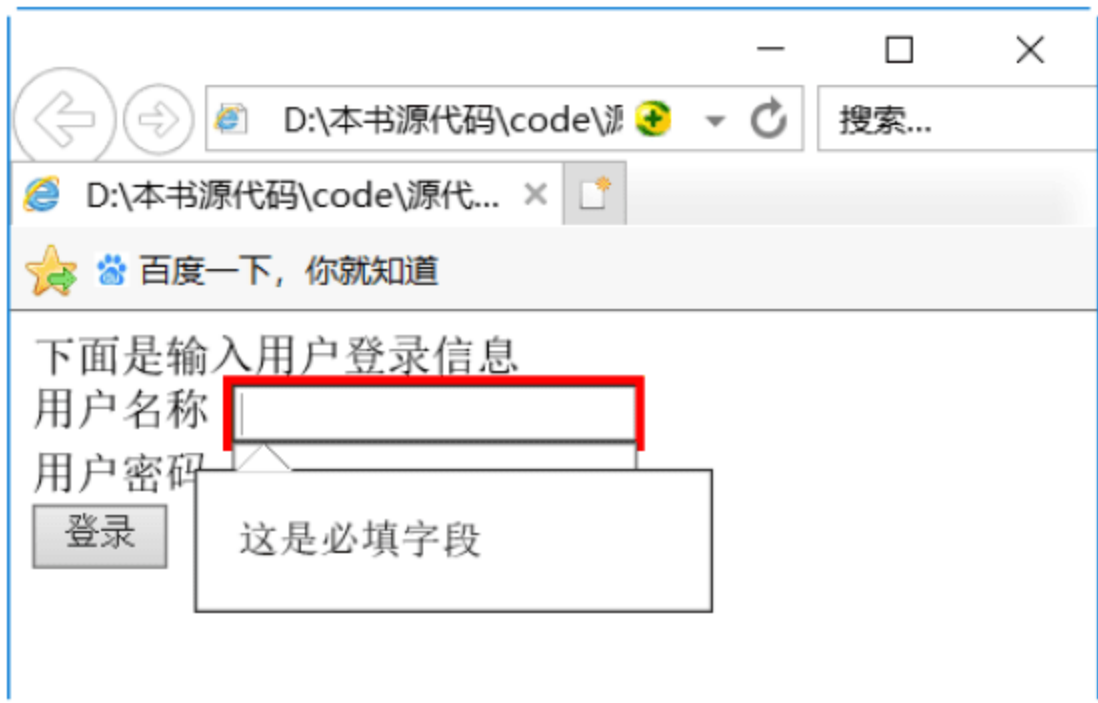 D:\本书源代码\code\源
搜索...
D:\本书源代码\code\源代...
百度一下，你就知道
下面是输入用户登录信息
用户名称
用户密码
登录
这是必填字段